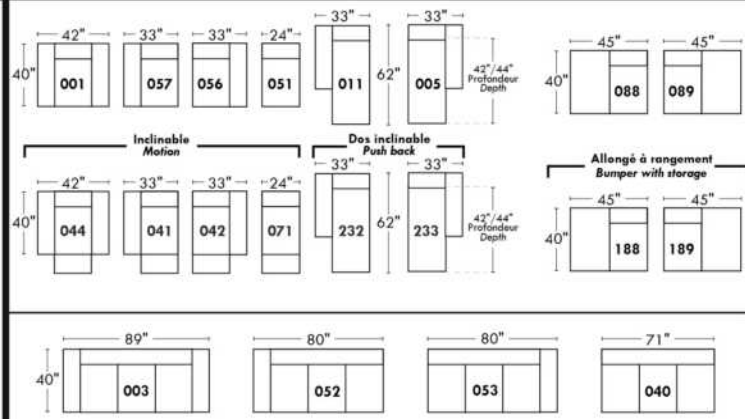 42" 33" 33" 24" 33" 33" 45" 45"
40" 001 057 056 051 011 62" 005 42"/44" Profondeur Depth 40" 088 089
Inclinable
Motion
Dos inclinable
Push back
Allongé à rangement
Bumper with storage
42" 33" 33" 24" 33" 33" 45" 45"
40" 044 041 042 071 232 62" 233 42"/44" Profondeur Depth 40" 188 189
89" 80" 80" 71"
40" 003 052 053 040